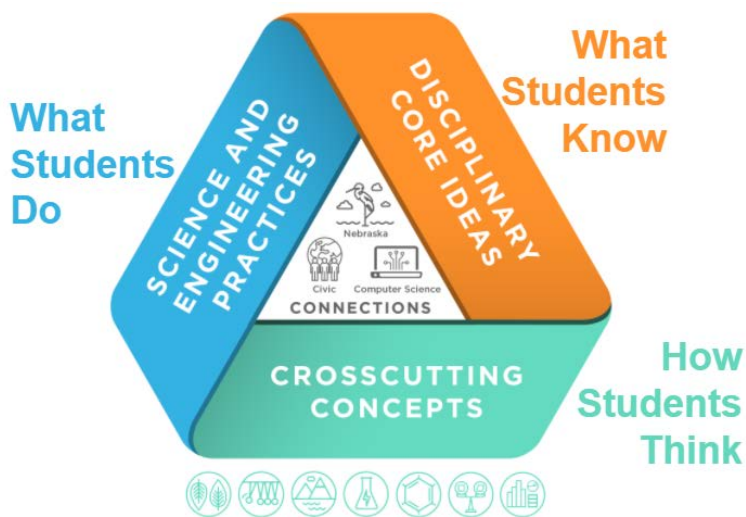 What
Students
Do
SCIENCE AND
ENGINEERING
PRACTICES
What
Students
Know
DISCIPLINARY
CORE IDEAS
Nebraska
Civic
Computer Science
CONNECTIONS
CROSSCUTTING
CONCEPTS
How
Students
Think